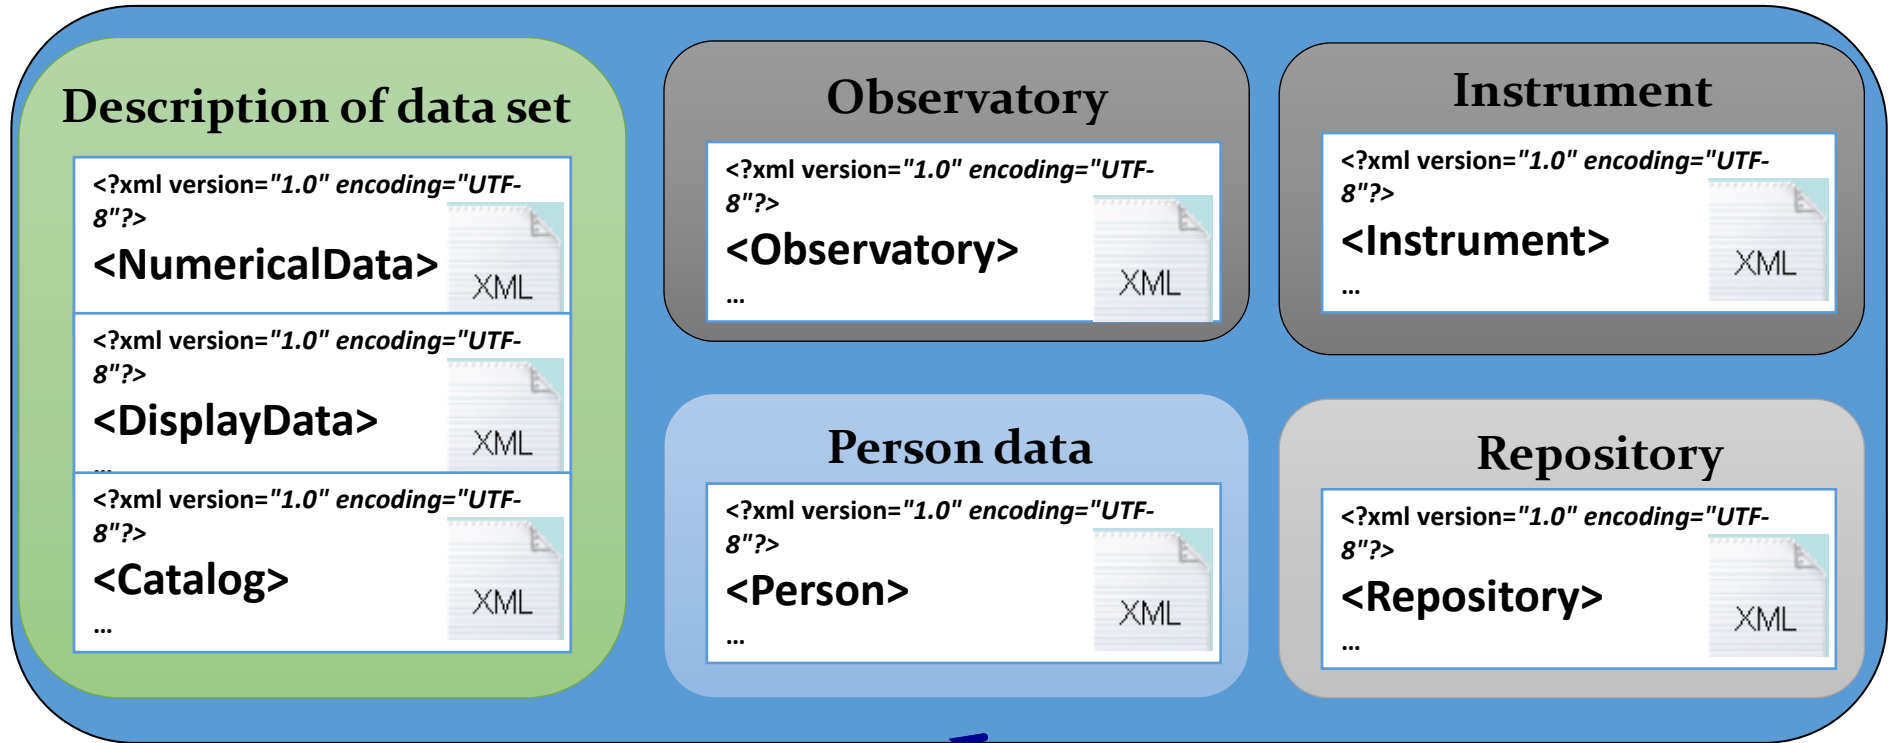 Description of data set
<?xml version="1.0" encoding="UTF-
8"?>
<NumericalData>
XML
<?xml version="1.0" encoding="UTF-
8"?>
<DisplayData>
XML
...
<?xml version="1.0" encoding="UTF-
8"?>
<Catalog>
XML
...
Observatory
<?xml version="1.0" encoding="UTF-
8"?>
<Observatory>
XML
...
Instrument
<?xml version="1.0" encoding="UTF-
8"?>
<Instrument>
XML
...
Person data
<?xml version="1.0" encoding="UTF-
8"?>
<Person>
XML
...
Repository
<?xml version="1.0" encoding="UTF-
8"?>
<Repository>
XML
...